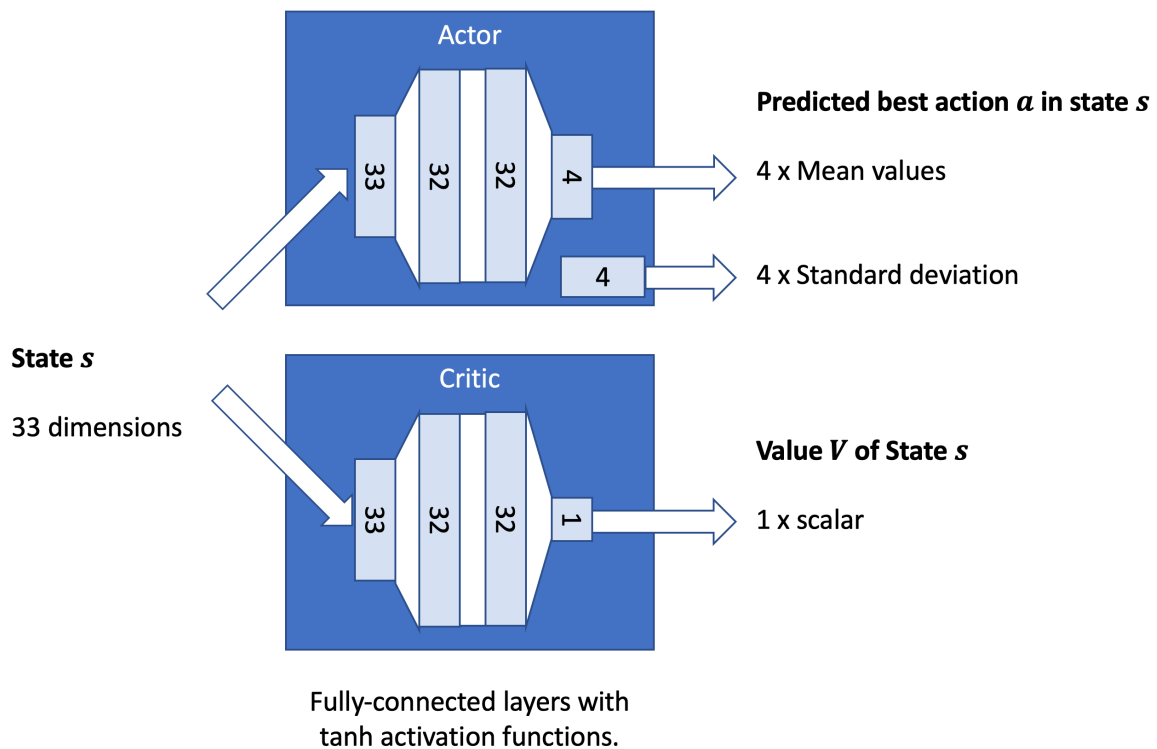 Actor
33
32
32
4
4
Predicted best action a in state s
4 x Mean values
4 x Standard deviation
State s
33 dimensions
Critic
33
32
32
1
Value V of State s
1 x scalar
Fully-connected layers with
tanh activation functions.